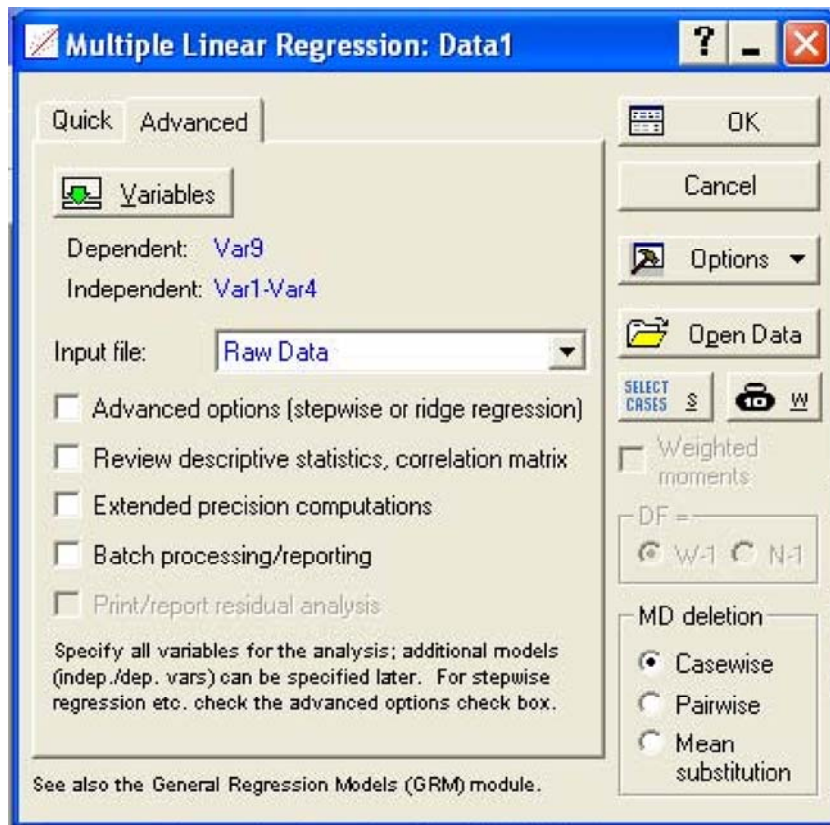 Multiple Linear Regression: Data1
?
Quick
Advanced
Variables
Dependent: Var9
Independent: Var1-Var4
Input file: Raw Data
Advanced options (stepwise or ridge regression)
Review descriptive statistics, correlation matrix
Extended precision computations
Batch processing/reporting
Print/report residual analysis
Specify all variables for the analysis; additional models
(indep./dep. vars) can be specified later. For stepwise
regression etc. check the advanced options check box.
See also the General Regression Models (GRM) module.
OK
Cancel
Options
Open Data
SELECT
CASES S
W
Weighted
moments
DF =
W-1 N-1
MD deletion
Casewise
Pairwise
Mean
substitution